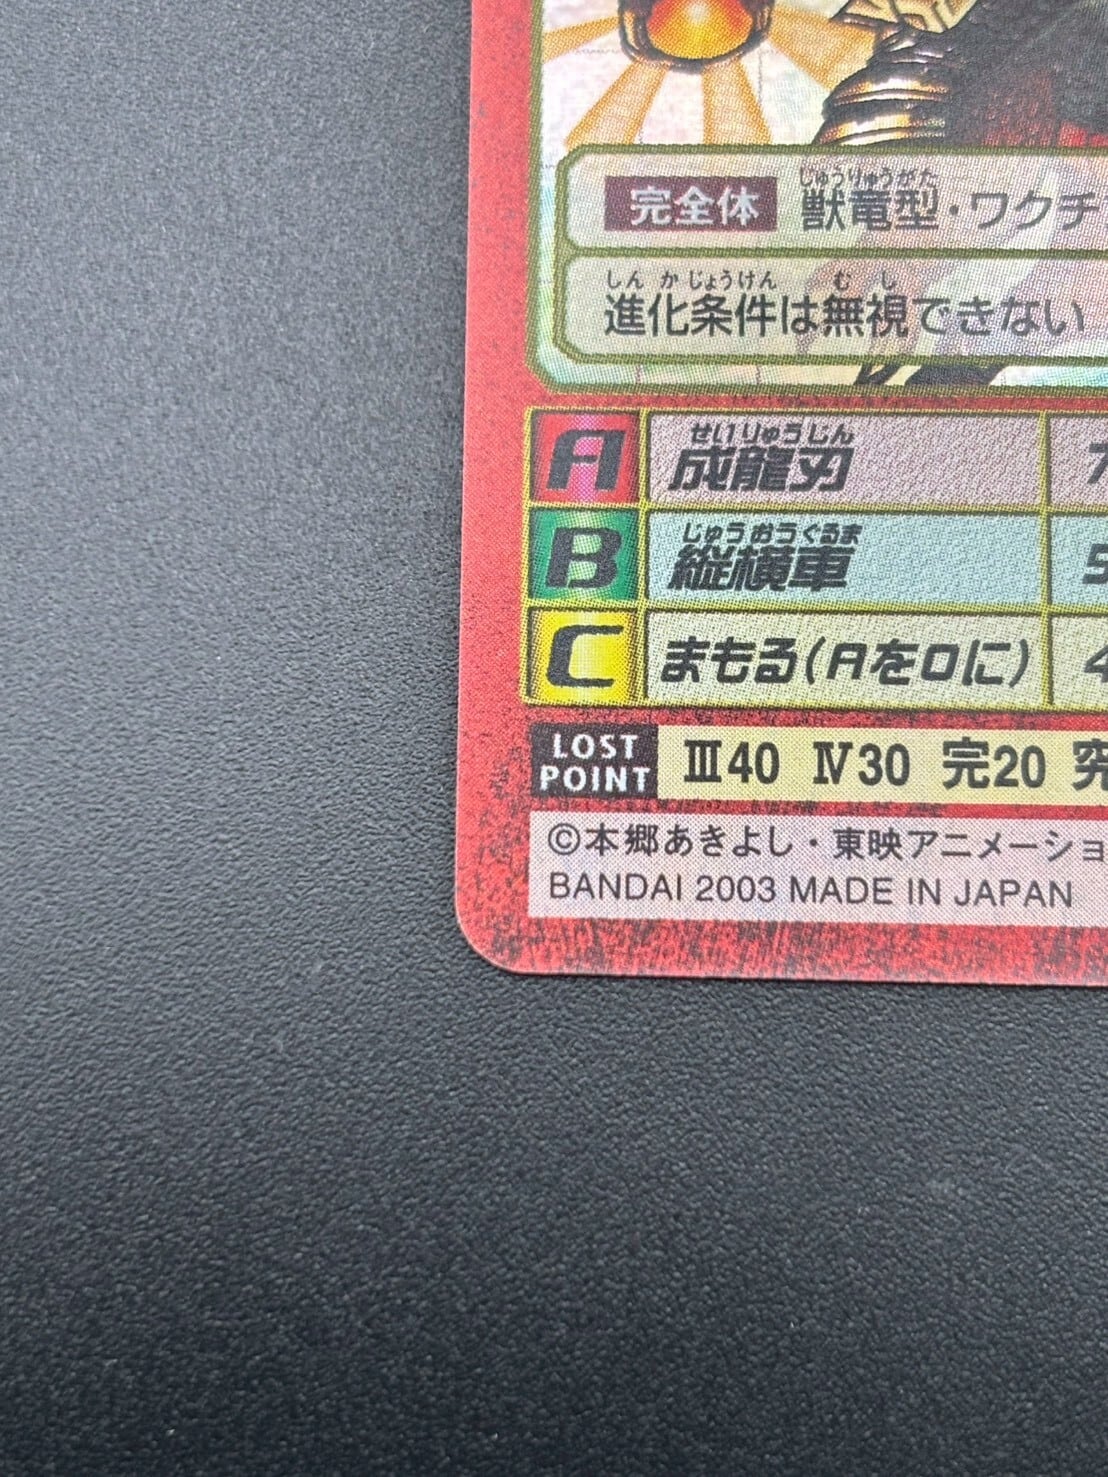 じゅうりゅうがた
完全体 獣竜型・ワクチ
しん か じょうけん む し
進化条件は無視できない
せいりゅうじん
A 成龍刃 7
じゅうおうぐるま
B 縦横車
C まもる(Aを0に) 4
LOST POINT Ⅲ40 Ⅳ30 完20 究
©本郷あきよし・東映アニメーショ
BANDAI 2003 MADE IN JAPAN